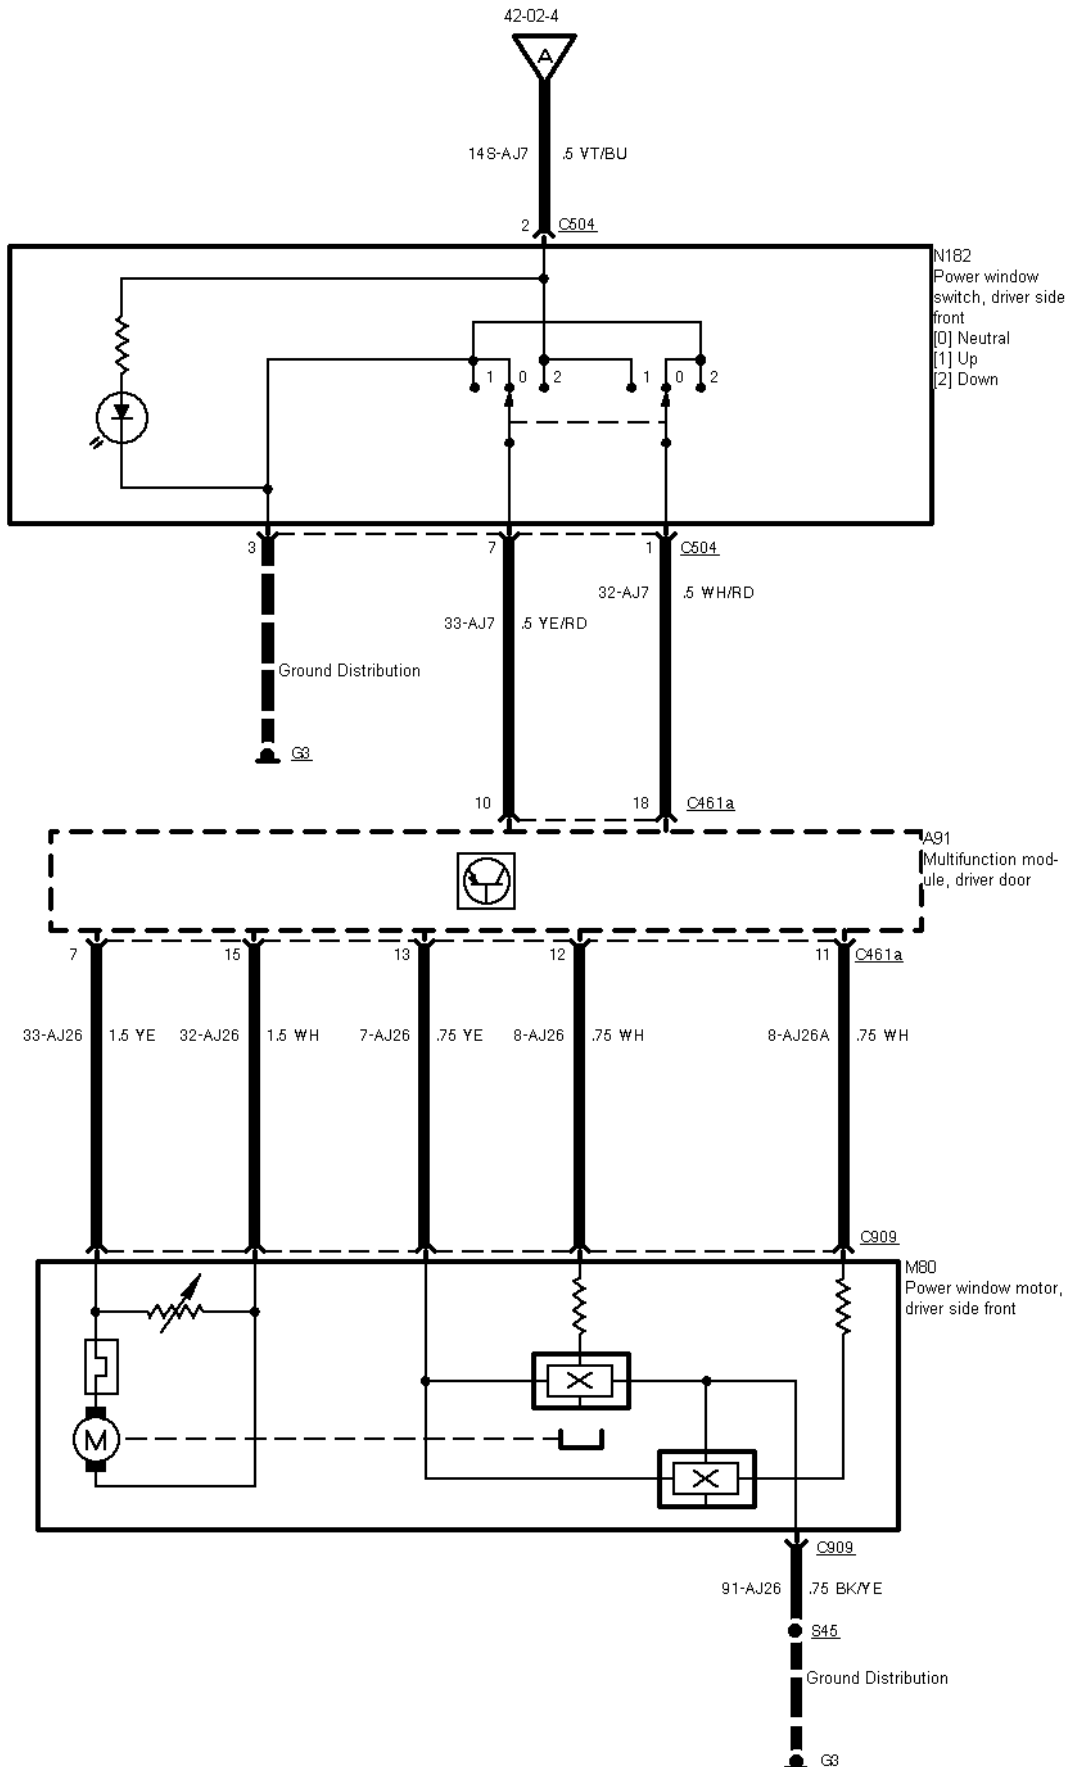 42-02-4
A
14S-AJ7 .5 VT/BU
2 C504
N182
Power window
switch, driver side
front
[0] Neutral
[1] Up
[2] Down
1 0 2 1 0 2
3 7 1 C504
32-AJ7 .5 WH/RD
33-AJ7 .5 YE/RD
Ground Distribution
G3
10 18 C461a
A91
Multifunction mod-
ule, driver door
7 15 13 12 11 C461a
33-AJ26 1.5 YE 32-AJ26 1.5 WH 7-AJ26 .75 YE 8-AJ26 .75 WH 8-AJ26A .75 WH
C909
M80
Power window motor,
driver side front
M
C909
91-AJ26 .75 BK/YE
S45
Ground Distribution
G3